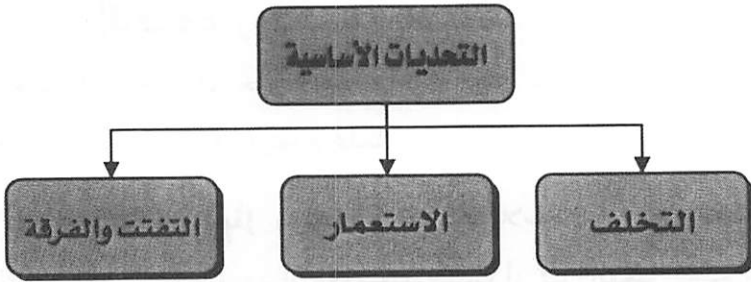 التحديات الأساسية
التخلف
الاستعمار
التفتت والفرقة